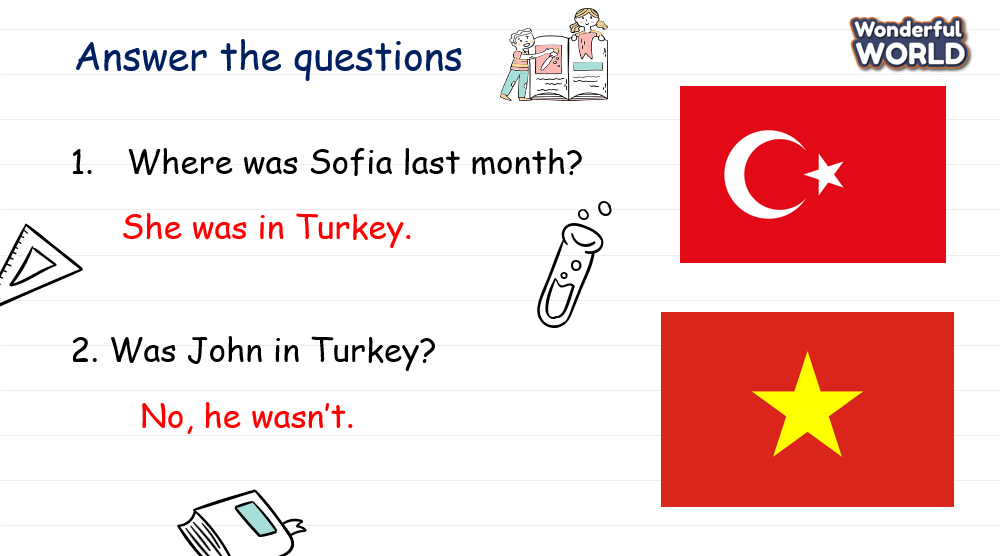 Answer the questions
Wonderful
WORLD
1. Where was Sofia last month?
She was in Turkey.
2. Was John in Turkey?
No, he wasn’t.